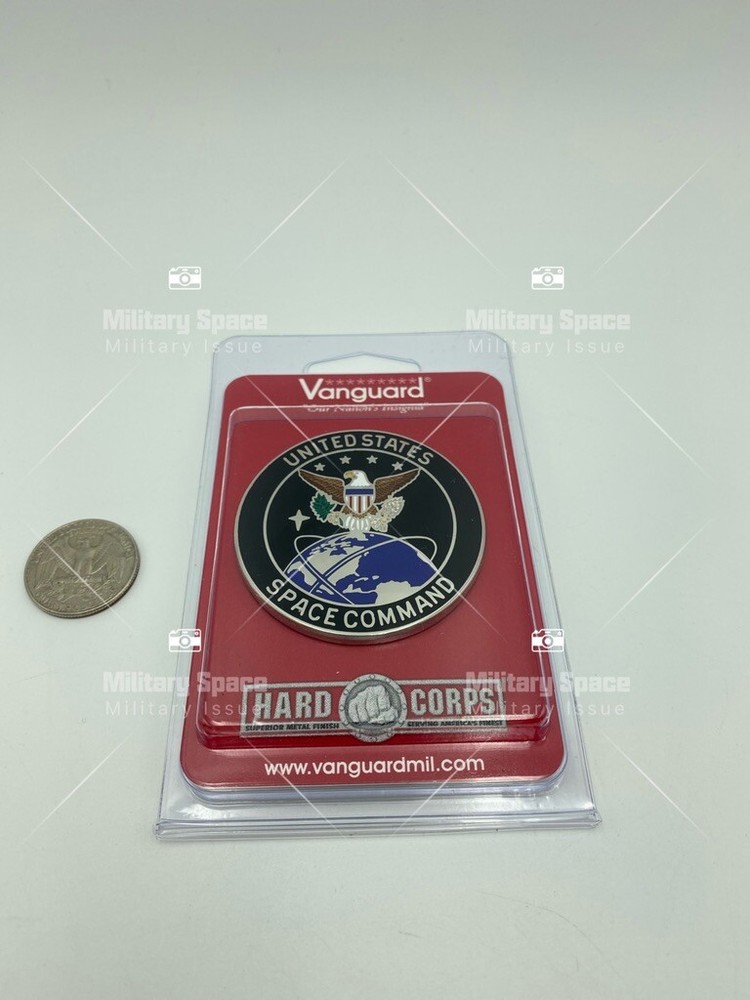 Military Space
Military Issue
Military Space
Military Issue
Vanguard®
"Our Nation's Insignia"
UNITED STATES
SPACE COMMAND
Military Space
Military Issue
Military Space
Military Issue
HARD CORPS
SUPERIOR METAL FINISH
SERVING AMERICA'S FINEST
www.vanguardmil.com